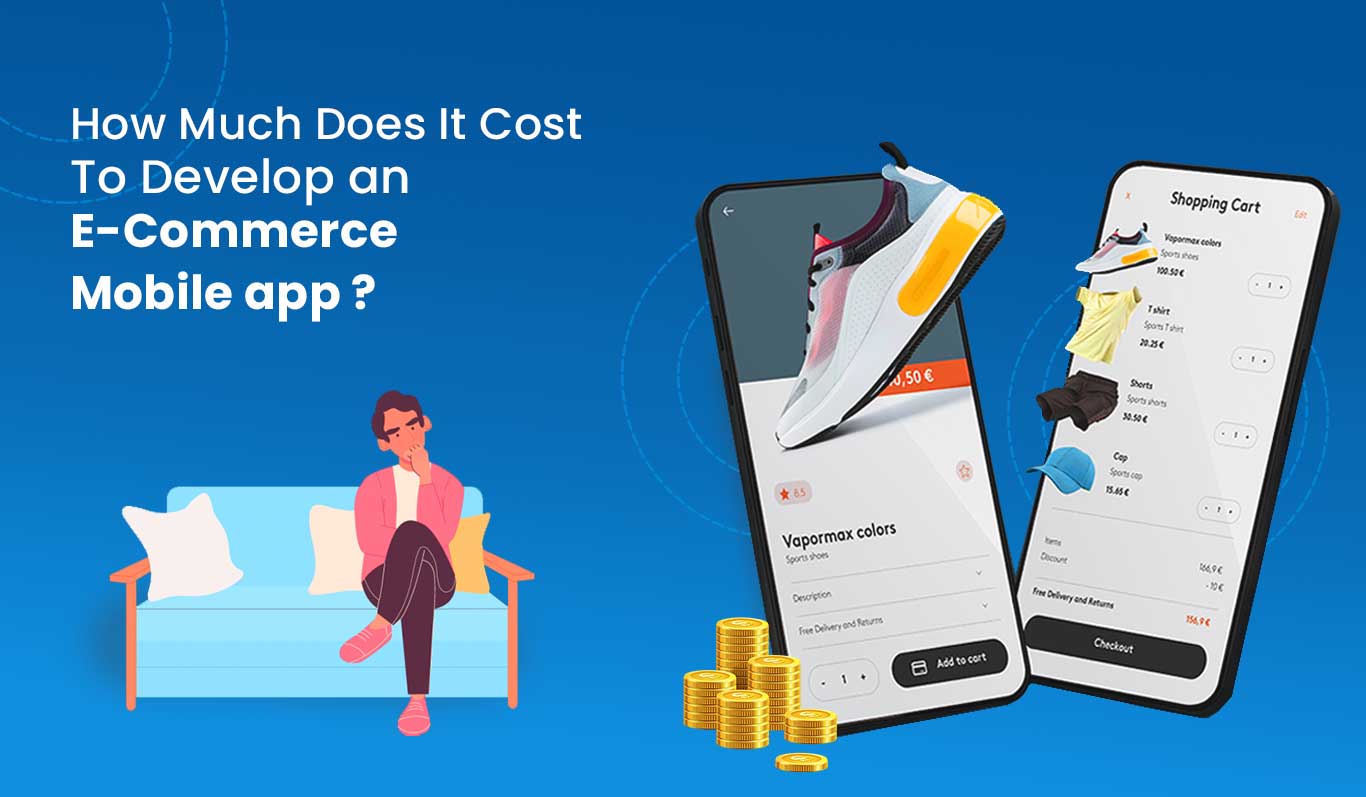 How Much Does It Cost
To Develop an
E-Commerce
Mobile app ?
0,50 €
6,5
Vapormax colors
Sports shoes
Description
Free Delivery and Returns
- 1 +
Add to cart
X
Shopping Cart
Edit
Vapormax colors
Sports shoes
100.50 €
- 1 +
T shirt
Sports T shirt
20.25 €
- 1 +
Shorts
Sports shorts
30.50 €
- 1 +
Cap
Sports cap
15.65 €
- 1 +
Items 166,9 €
Discount - 10 €
Free Delivery and Returns 156,9 €
Checkout